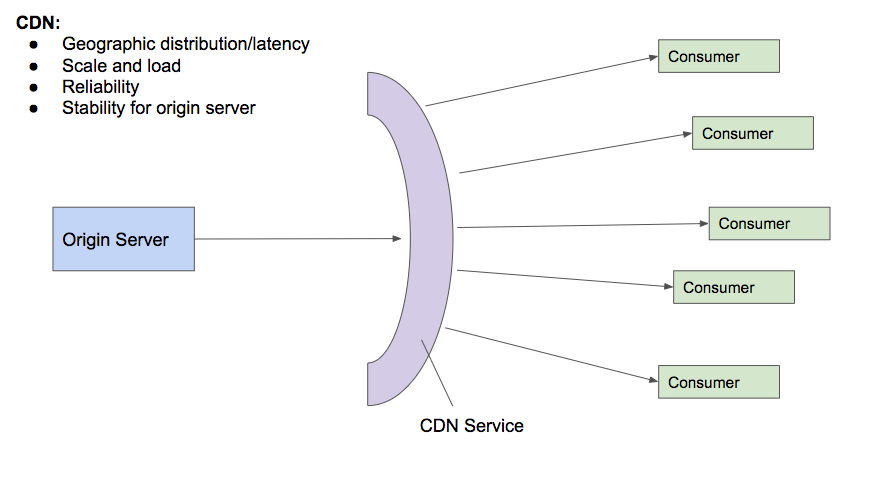 CDN:
● Geographic distribution/latency
● Scale and load
● Reliability
● Stability for origin server
Consumer
Consumer
Origin Server
Consumer
Consumer
Consumer
CDN Service